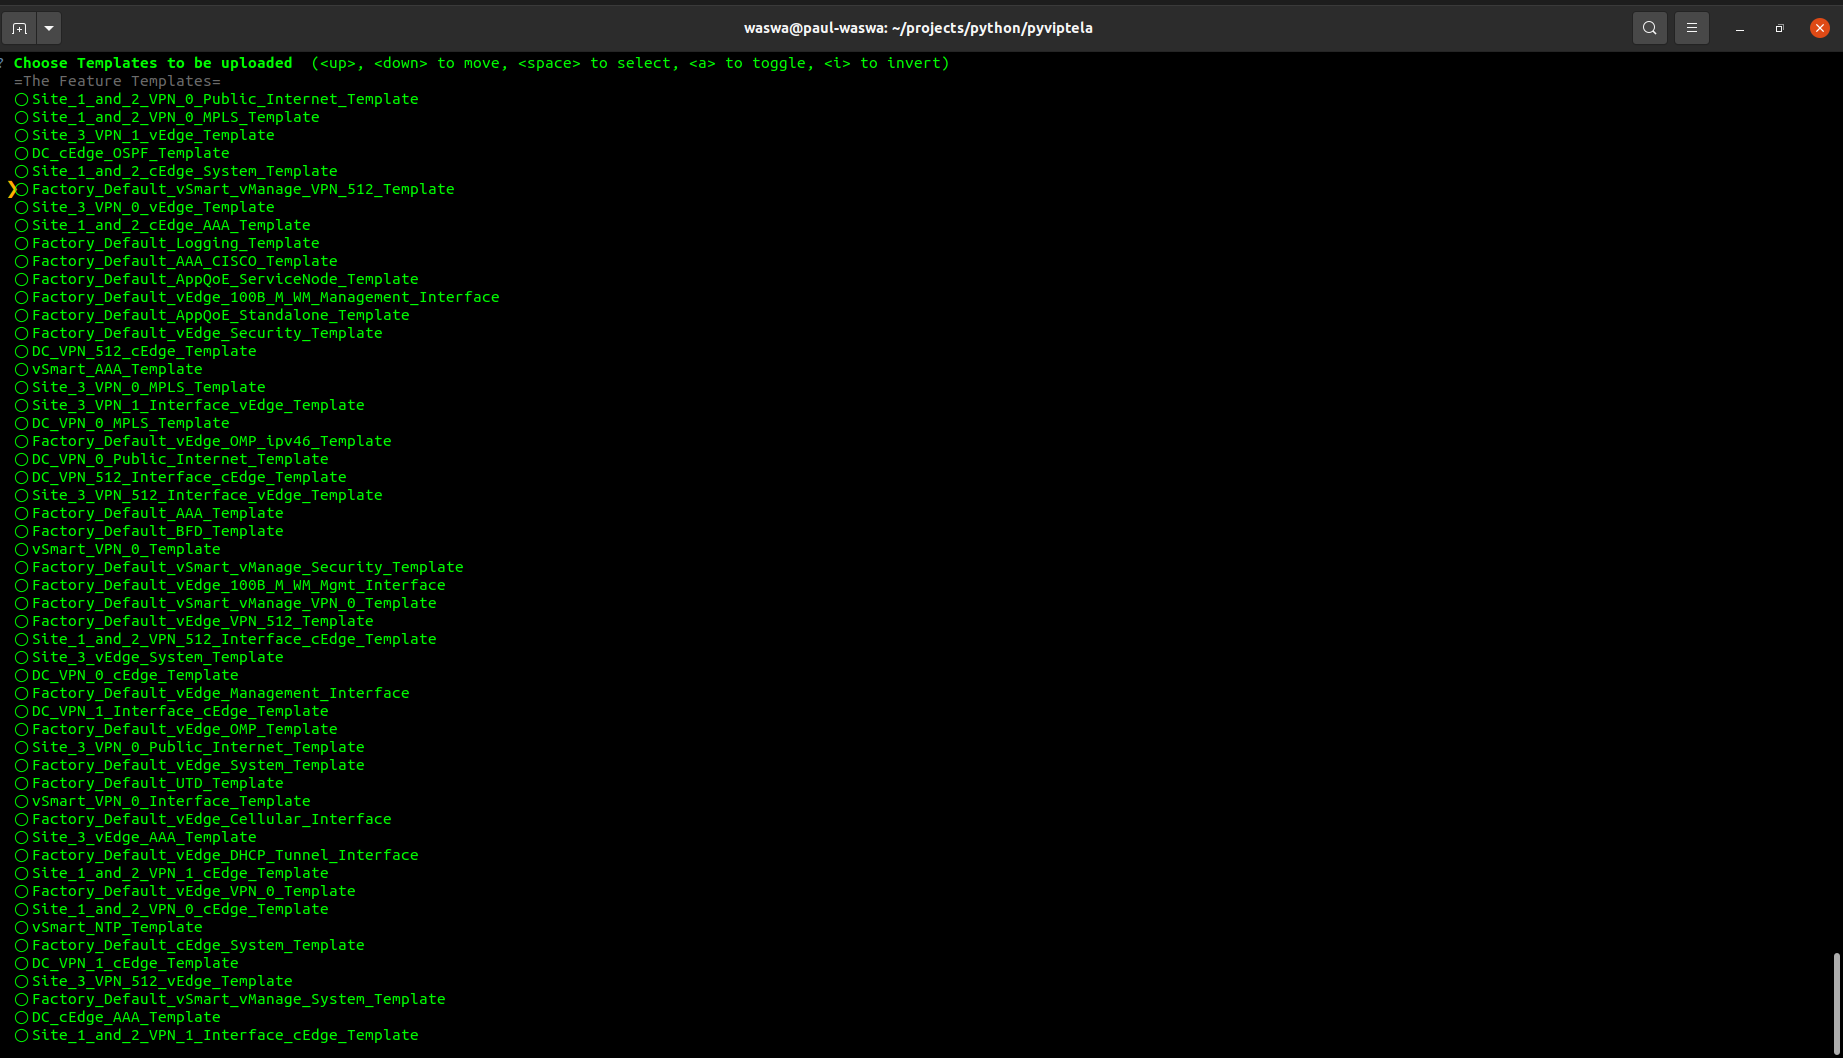 waswa@paul-waswa: ~/projects/python/pyviptela
? Choose Templates to be uploaded  (<up>, <down> to move, <space> to select, <a> to toggle, <i> to invert)
=The Feature Templates=
Site_1_and_2_VPN_0_Public_Internet_Template
Site_1_and_2_VPN_0_MPLS_Template
Site_3_VPN_1_vEdge_Template
DC_cEdge_OSPF_Template
Site_1_and_2_cEdge_System_Template
❯ Factory_Default_vSmart_vManage_VPN_512_Template
Site_3_VPN_0_vEdge_Template
Site_1_and_2_cEdge_AAA_Template
Factory_Default_Logging_Template
Factory_Default_AAA_CISCO_Template
Factory_Default_AppQoE_ServiceNode_Template
Factory_Default_vEdge_100B_M_WM_Management_Interface
Factory_Default_AppQoE_Standalone_Template
Factory_Default_vEdge_Security_Template
DC_VPN_512_cEdge_Template
vSmart_AAA_Template
Site_3_VPN_0_MPLS_Template
Site_3_VPN_1_Interface_vEdge_Template
DC_VPN_0_MPLS_Template
Factory_Default_vEdge_OMP_ipv46_Template
DC_VPN_0_Public_Internet_Template
DC_VPN_512_Interface_cEdge_Template
Site_3_VPN_512_Interface_vEdge_Template
Factory_Default_AAA_Template
Factory_Default_BFD_Template
vSmart_VPN_0_Template
Factory_Default_vSmart_vManage_Security_Template
Factory_Default_vEdge_100B_M_WM_Mgmt_Interface
Factory_Default_vSmart_vManage_VPN_0_Template
Factory_Default_vEdge_VPN_512_Template
Site_1_and_2_VPN_512_Interface_cEdge_Template
Site_3_vEdge_System_Template
DC_VPN_0_cEdge_Template
Factory_Default_vEdge_Management_Interface
DC_VPN_1_Interface_cEdge_Template
Factory_Default_vEdge_OMP_Template
Site_3_VPN_0_Public_Internet_Template
Factory_Default_vEdge_System_Template
Factory_Default_UTD_Template
vSmart_VPN_0_Interface_Template
Factory_Default_vEdge_Cellular_Interface
Site_3_vEdge_AAA_Template
Factory_Default_vEdge_DHCP_Tunnel_Interface
Site_1_and_2_VPN_1_cEdge_Template
Factory_Default_vEdge_VPN_0_Template
Site_1_and_2_VPN_0_cEdge_Template
vSmart_NTP_Template
Factory_Default_cEdge_System_Template
DC_VPN_1_cEdge_Template
Site_3_VPN_512_vEdge_Template
Factory_Default_vSmart_vManage_System_Template
DC_cEdge_AAA_Template
Site_1_and_2_VPN_1_Interface_cEdge_Template